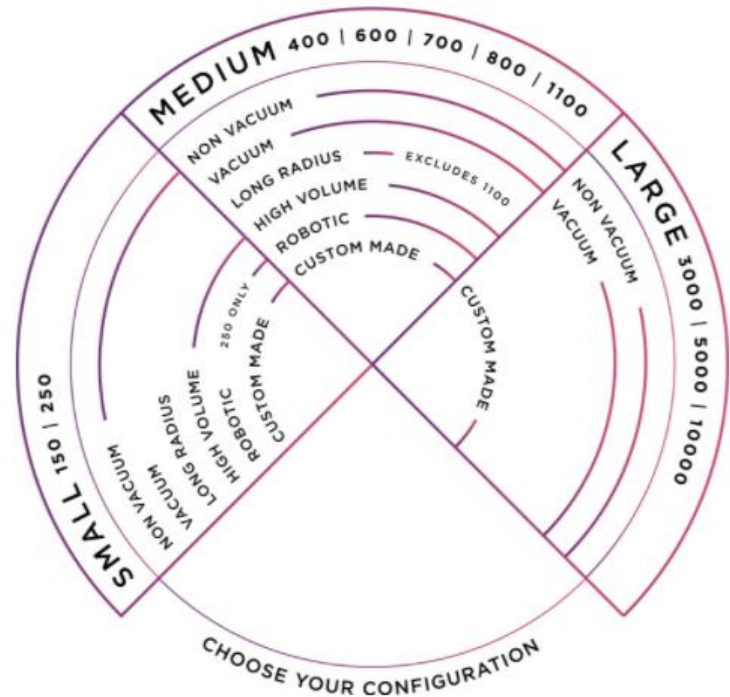 MEDIUM 400 | 600 | 700 | 800 | 1100
NON VACUUM
VACUUM
LONG RADIUS
EXCLUDES 1100
HIGH VOLUME
ROBOTIC
CUSTOM MADE
LARGE 3000 | 5000 | 10000
NON VACUUM
VACUUM
CUSTOM MADE
SMALL 150 | 250
NON VACUUM
VACUUM
LONG RADIUS
HIGH VOLUME
ROBOTIC
250 ONLY
CUSTOM MADE
CHOOSE YOUR CONFIGURATION